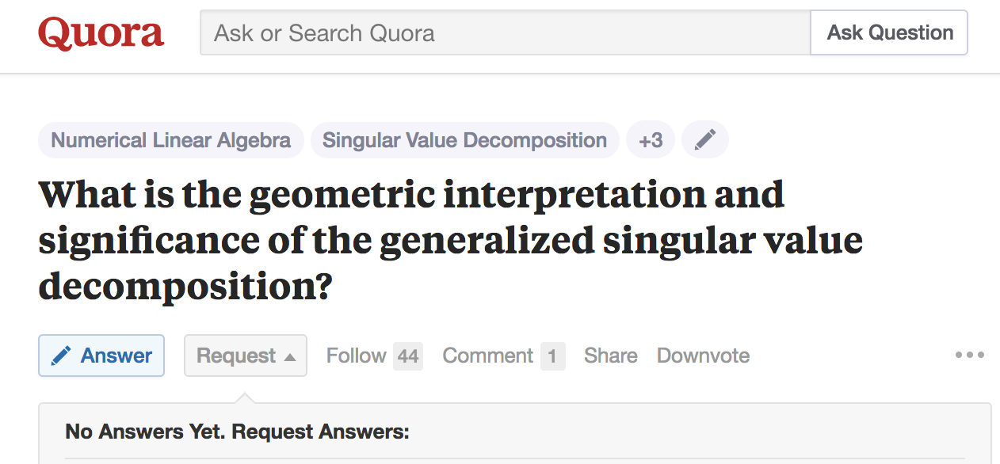 Quora Ask or Search Quora Ask Question
Numerical Linear Algebra Singular Value Decomposition +3
What is the geometric interpretation and
significance of the generalized singular value
decomposition?
Answer Request Follow 44 Comment 1 Share Downvote
No Answers Yet. Request Answers: